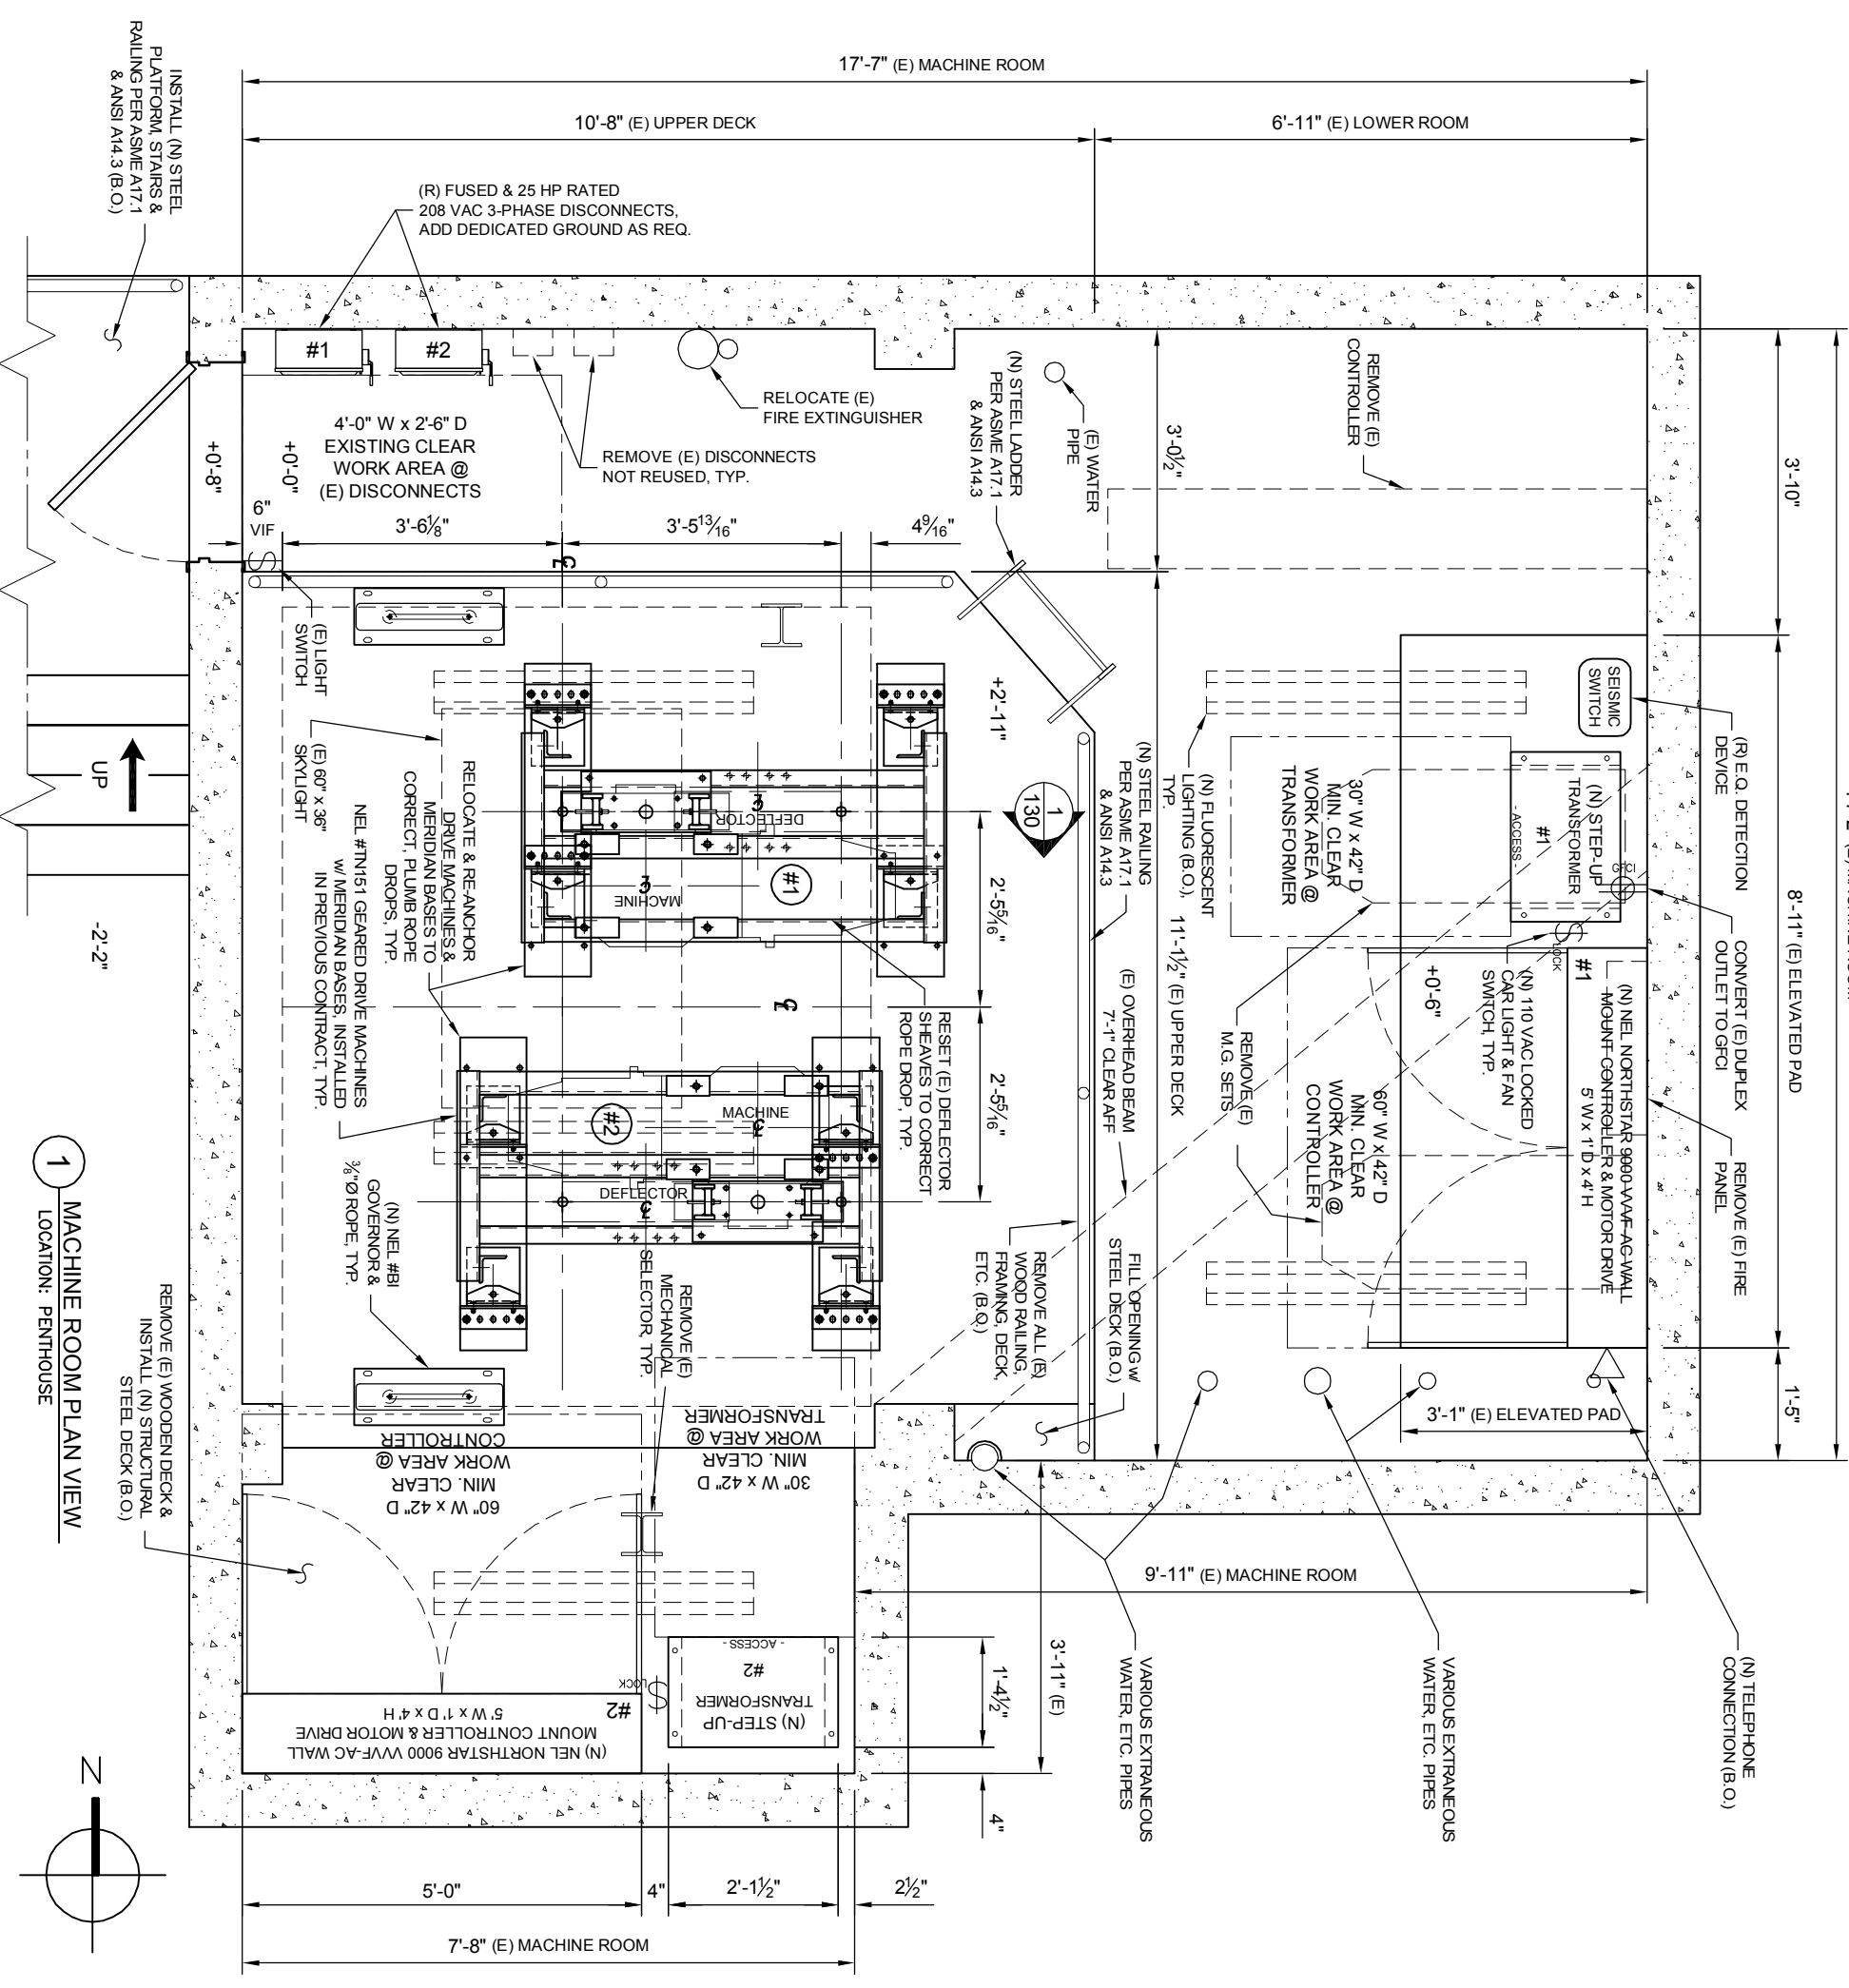 17'-7" (E) MACHINE ROOM
10'-8" (E) UPPER DECK
6'-11" (E) LOWER ROOM
INSTALL (N) STEEL
PLATFORM, STAIRS &
RAILING PER ASME A17.1
& ANSI A14.3 (B.O.)
(R) FUSED & 25 HP RATED
208 VAC 3-PHASE DISCONNECTS,
ADD DEDICATED GROUND AS REQ.
#1
#2
RELOCATE (E)
FIRE EXTINGUISHER
REMOVE (E) DISCONNECTS
NOT REUSED, TYP.
4'-0" W x 2'-6" D
EXISTING CLEAR
WORK AREA @
(E) DISCONNECTS
+0'-8"
+0'-0"
6"
VIF
3'-6⅛"
3'-5¹³⁄₁₆"
4⁹⁄₁₆"
(N) STEEL LADDER
PER ASME A17.1
& ANSI A14.3
(E) WATER
PIPE
3'-0½"
REMOVE (E)
CONTROLLER
3'-10"
8'-11" (E) ELEVATED PAD
1'-5"
SEISMIC
SWITCH
(R) E.Q. DETECTION
DEVICE
CONVERT (E) DUPLEX
OUTLET TO GFCI
REMOVE (E) FIRE
PANEL
(N) STEP-UP
TRANSFORMER
#1
- ACCESS -
GFCI
LOCK
30" W x 42" D
MIN. CLEAR
WORK AREA @
TRANSFORMER
(N) FLUORESCENT
LIGHTING (B.O.),
TYP.
11'-1½" (E) UPPER DECK
(N) STEEL RAILING
PER ASME A17.1
& ANSI A14.3
+2'-11"
1
130
(E) LIGHT
SWITCH
(E) 60" x 36"
SKYLIGHT
RELOCATE & RE-ANCHOR
DRIVE MACHINES &
MERIDIAN BASES TO
CORRECT, PLUMB ROPE
DROPS, TYP.
NEL #TN151 GEARED DRIVE MACHINES
w/ MERIDIAN BASES, INSTALLED
IN PREVIOUS CONTRACT, TYP.
DEFLECTOR
MACHINE
#1
2'-5⁵⁄₁₆"
2'-5⁵⁄₁₆"
RESET (E) DEFLECTOR
SHEAVES TO CORRECT
ROPE DROP, TYP.
MACHINE
#2
DEFLECTOR
(E) OVERHEAD BEAM
7'-1" CLEAR AFF
REMOVE (E)
M.G. SETS
60" W x 42" D
MIN. CLEAR
WORK AREA @
CONTROLLER
+0'-6"
(N) 110 VAC LOCKED
CAR LIGHT & FAN
SWITCH, TYP.
#1
(N) NEL NORTHSTAR 9000 VVVF-AC WALL
MOUNT CONTROLLER & MOTOR DRIVE
5' W x 1' D x 4' H
UP
-2'-2"
(N) NEL #BI
GOVERNOR &
⅜"Ø ROPE, TYP.
REMOVE (E)
MECHANICAL
SELECTOR, TYP.
REMOVE ALL (E)
WOOD RAILING,
FRAMING, DECK,
ETC. (B.O.)
FILL OPENING w/
STEEL DECK (B.O.)
3'-1" (E) ELEVATED PAD
30" W x 42" D
MIN. CLEAR
WORK AREA @
TRANSFORMER
60" W x 42" D
MIN. CLEAR
WORK AREA @
CONTROLLER
REMOVE (E) WOODEN DECK &
INSTALL (N) STRUCTURAL
STEEL DECK (B.O.)
1
MACHINE ROOM PLAN VIEW
LOCATION: PENTHOUSE
9'-11" (E) MACHINE ROOM
3'-11" (E)
1'-4½"
4"
VARIOUS EXTRANEOUS
WATER, ETC. PIPES
VARIOUS EXTRANEOUS
WATER, ETC. PIPES
(N) TELEPHONE
CONNECTION (B.O.)
- ACCESS -
#2
(N) STEP-UP
TRANSFORMER
LOCK
#2
(N) NEL NORTHSTAR 9000 VVVF-AC WALL
MOUNT CONTROLLER & MOTOR DRIVE
5' W x 1' D x 4' H
N
5'-0"
4"
2'-1½"
2½"
7'-8" (E) MACHINE ROOM